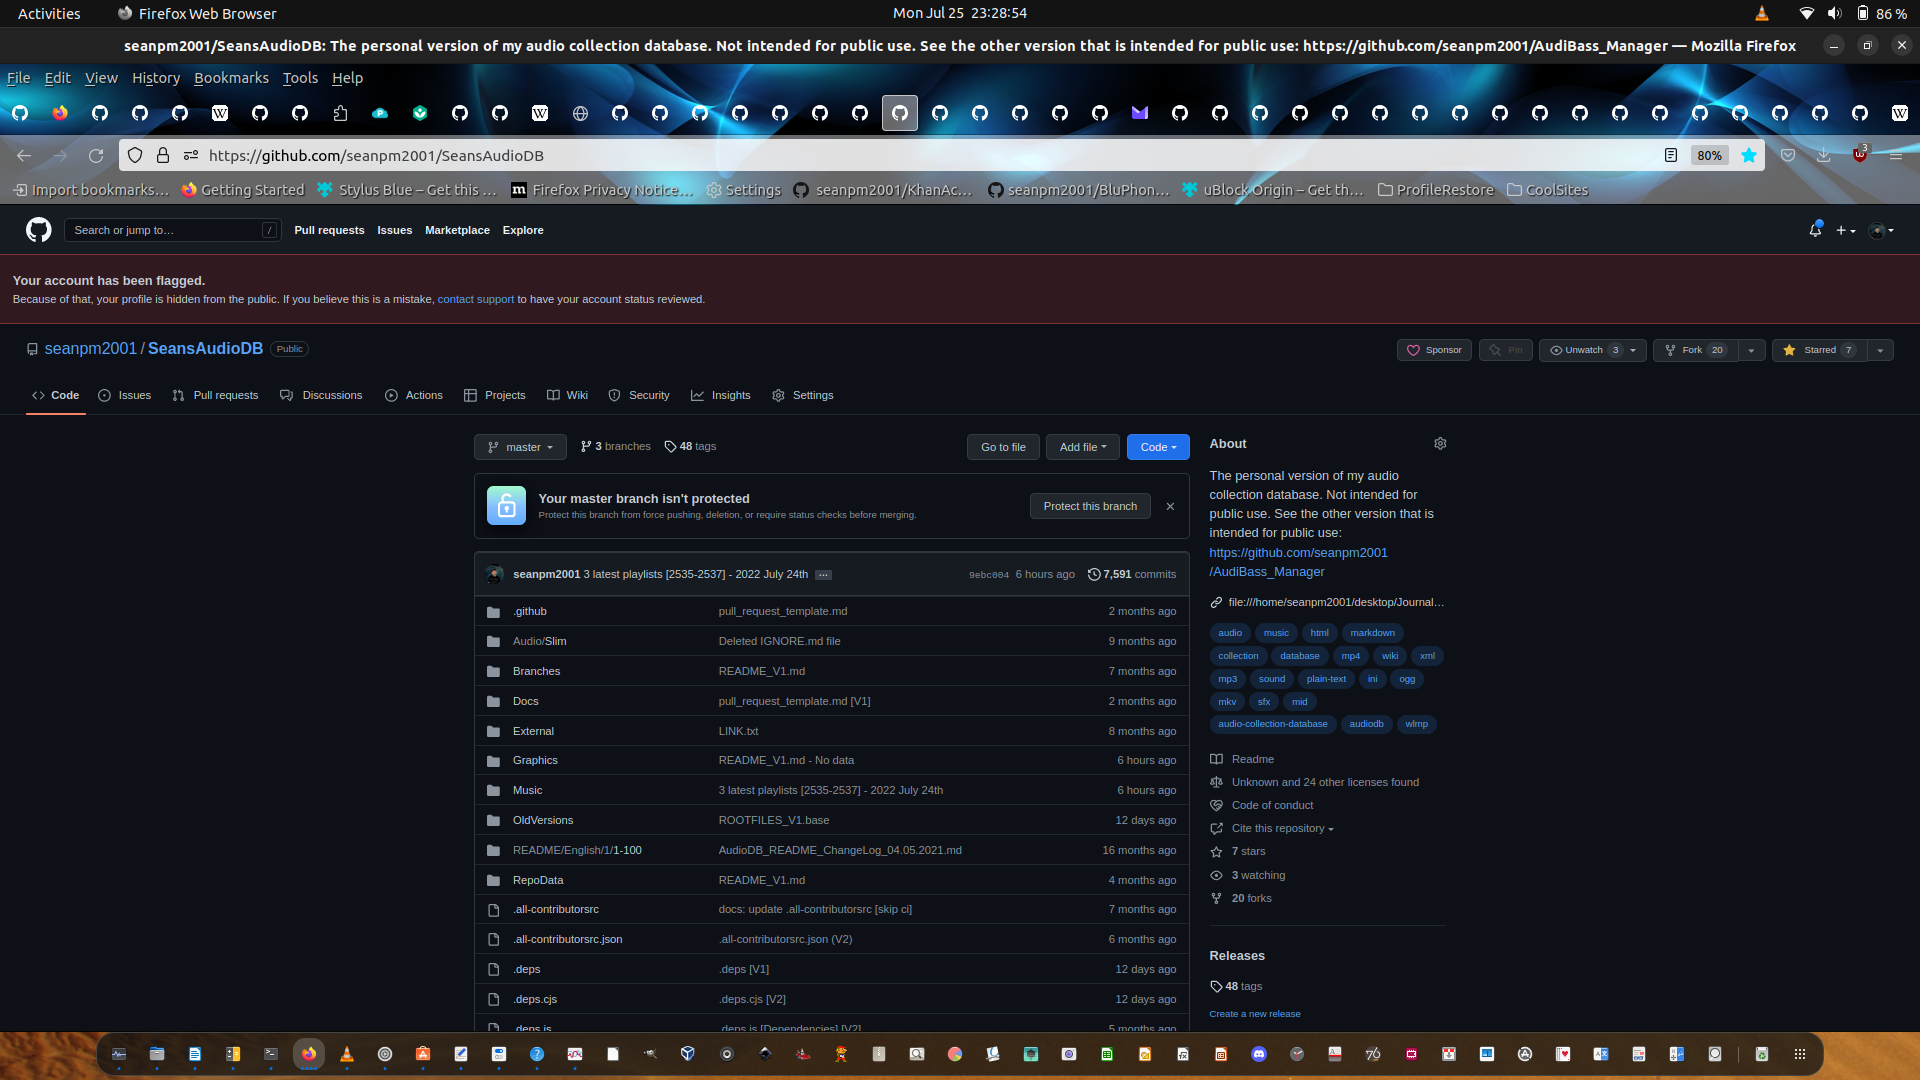 Activities
Firefox Web Browser
Mon Jul 25 23:28:54
86 %
seanpm2001/SeansAudioDB: The personal version of my audio collection database. Not intended for public use. See the other version that is intended for public use: https://github.com/seanpm2001/AudiBass_Manager — Mozilla Firefox
File Edit View History Bookmarks Tools Help
https://github.com/seanpm2001/SeansAudioDB
80%
3
Import bookmarks… Getting Started Stylus Blue – Get this … Firefox Privacy Notice… Settings seanpm2001/KhanAc… seanpm2001/BluPhon… uBlock Origin – Get th… ProfileRestore CoolSites
Search or jump to… /
Pull requests Issues Marketplace Explore
Your account has been flagged.
Because of that, your profile is hidden from the public. If you believe this is a mistake, contact support to have your account status reviewed.
seanpm2001 / SeansAudioDB Public
Sponsor Pin Unwatch 3 Fork 20 Starred 7
Code Issues Pull requests Discussions Actions Projects Wiki Security Insights Settings
master 3 branches 48 tags
Go to file Add file Code
Your master branch isn't protected
Protect this branch from force pushing, deletion, or require status checks before merging.
Protect this branch
seanpm2001 3 latest playlists [2535-2537] - 2022 July 24th … 9ebc004 6 hours ago 7,591 commits
.github pull_request_template.md 2 months ago
Audio/Slim Deleted IGNORE.md file 9 months ago
Branches README_V1.md 7 months ago
Docs pull_request_template.md [V1] 2 months ago
External LINK.txt 8 months ago
Graphics README_V1.md - No data 6 hours ago
Music 3 latest playlists [2535-2537] - 2022 July 24th 6 hours ago
OldVersions ROOTFILES_V1.base 12 days ago
README/English/1/1-100 AudioDB_README_ChangeLog_04.05.2021.md 16 months ago
RepoData README_V1.md 4 months ago
.all-contributorsrc docs: update .all-contributorsrc [skip ci] 7 months ago
.all-contributorsrc.json .all-contributorsrc.json (V2) 6 months ago
.deps .deps [V1] 12 days ago
.deps.cjs .deps.cjs [V2] 12 days ago
.deps.js .deps.js [Dependencies] [V2] 5 months ago
About
The personal version of my audio
collection database. Not intended for
public use. See the other version that is
intended for public use:
https://github.com/seanpm2001
/AudiBass_Manager
file:///home/seanpm2001/desktop/Journal…
audio music html markdown
collection database mp4 wiki xml
mp3 sound plain-text ini ogg
mkv sfx mid
audio-collection-database audiodb wlmp
Readme
Unknown and 24 other licenses found
Code of conduct
Cite this repository
7 stars
3 watching
20 forks
Releases
48 tags
Create a new release